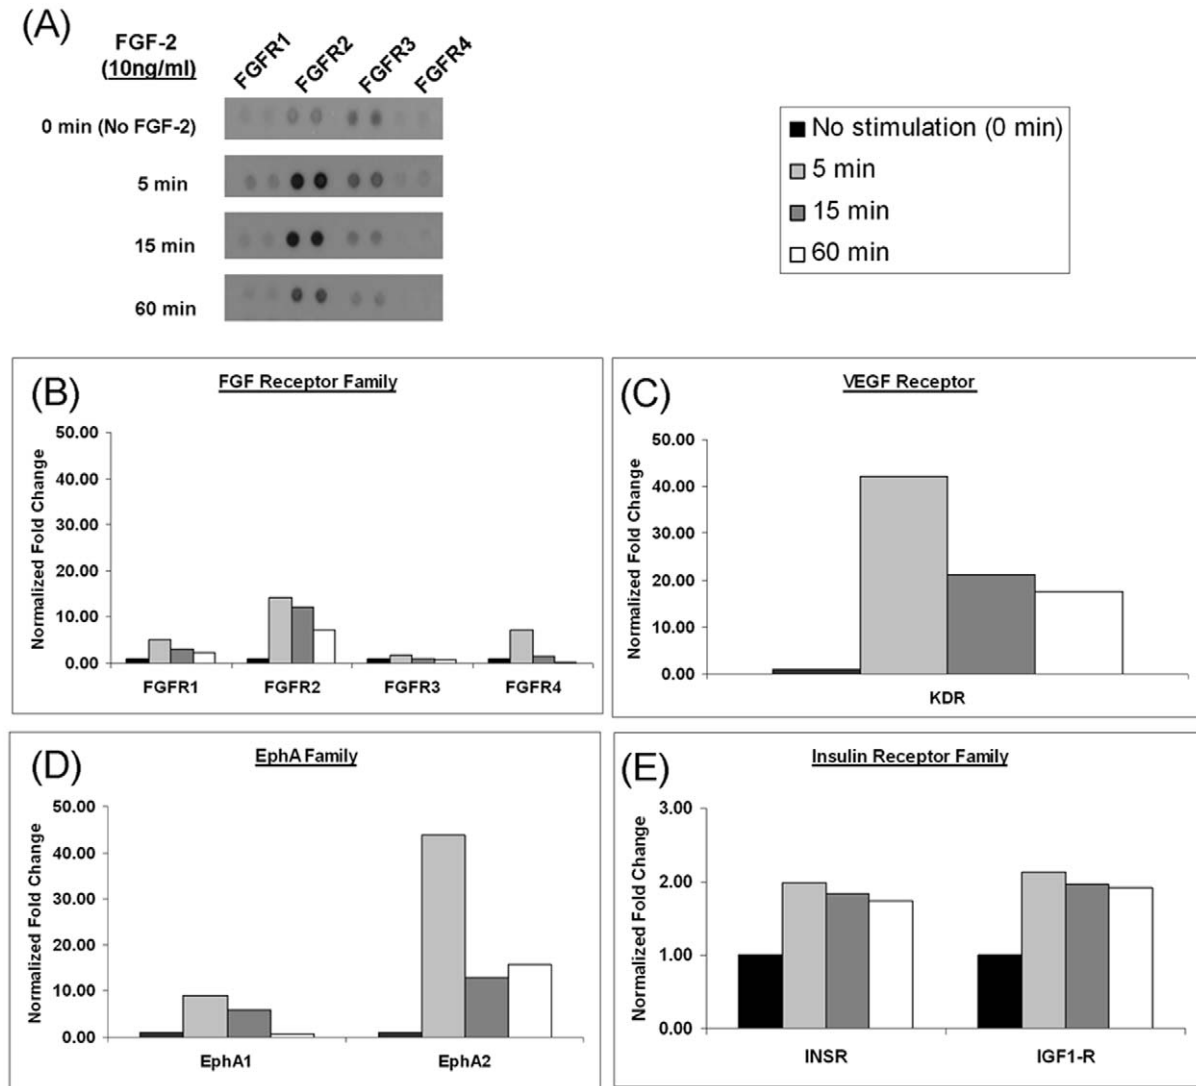 (A)
FGF-2
(10ng/ml)
FGFR1 FGFR2 FGFR3 FGFR4
0 min (No FGF-2)
5 min
15 min
60 min
No stimulation (0 min)
5 min
15 min
60 min
(B)
FGF Receptor Family
Normalized Fold Change
50.00
40.00
30.00
20.00
10.00
0.00
FGFR1 FGFR2 FGFR3 FGFR4
(C)
VEGF Receptor
Normalized Fold Change
50.00
40.00
30.00
20.00
10.00
0.00
KDR
(D)
EphA Family
Normalized Fold Change
50.00
40.00
30.00
20.00
10.00
0.00
EphA1 EphA2
(E)
Insulin Receptor Family
Normalized Fold Change
3.00
2.00
1.00
0.00
INSR IGF1-R